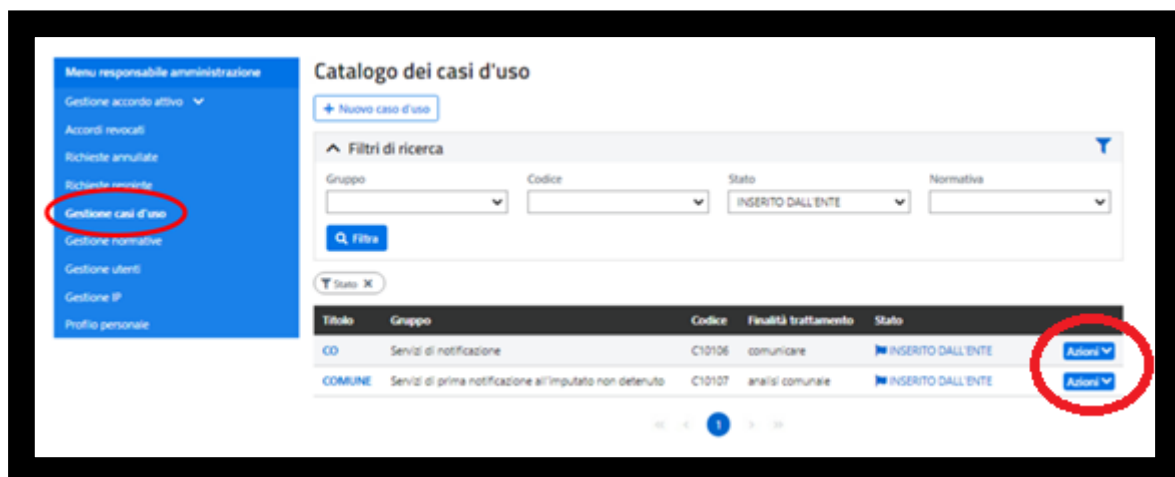 Menu responsabile amministrazione
Gestione accordo attivo
Accordi revocati
Richieste annullate
Richieste respinte
Gestione casi d'uso
Gestione normative
Gestione utenti
Gestione IP
Profilo personale
Catalogo dei casi d'uso
+ Nuovo caso d'uso
Filtri di ricerca
Gruppo Codice Stato Normativa
INSERITO DALL'ENTE
Filtra
Stato X
Titolo Gruppo Codice Finalità trattamento Stato
CO Servizi di notificazione C10106 comunicare INSERITO DALL'ENTE Azioni
COMUNE Servizi di prima notificazione all'imputato non detenuto C10107 analisi comunale INSERITO DALL'ENTE Azioni
« < 1 > »